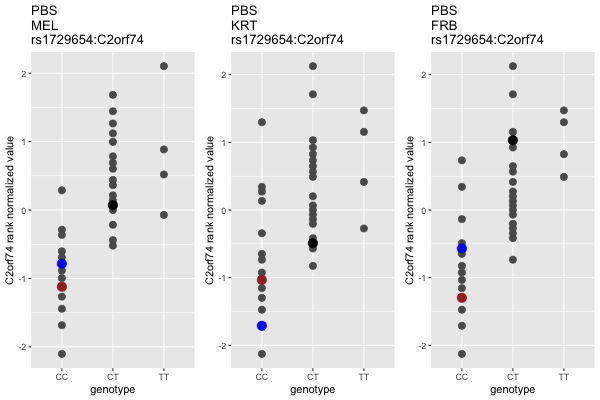 PBS
MEL
rs1729654:C2orf74
C2orf74 rank normalized value
2
1
0
-1
-2
CC
CT
TT
genotype
PBS
KRT
rs1729654:C2orf74
C2orf74 rank normalized value
2
1
0
-1
-2
CC
CT
TT
genotype
PBS
FRB
rs1729654:C2orf74
C2orf74 rank normalized value
2
1
0
-1
-2
CC
CT
TT
genotype